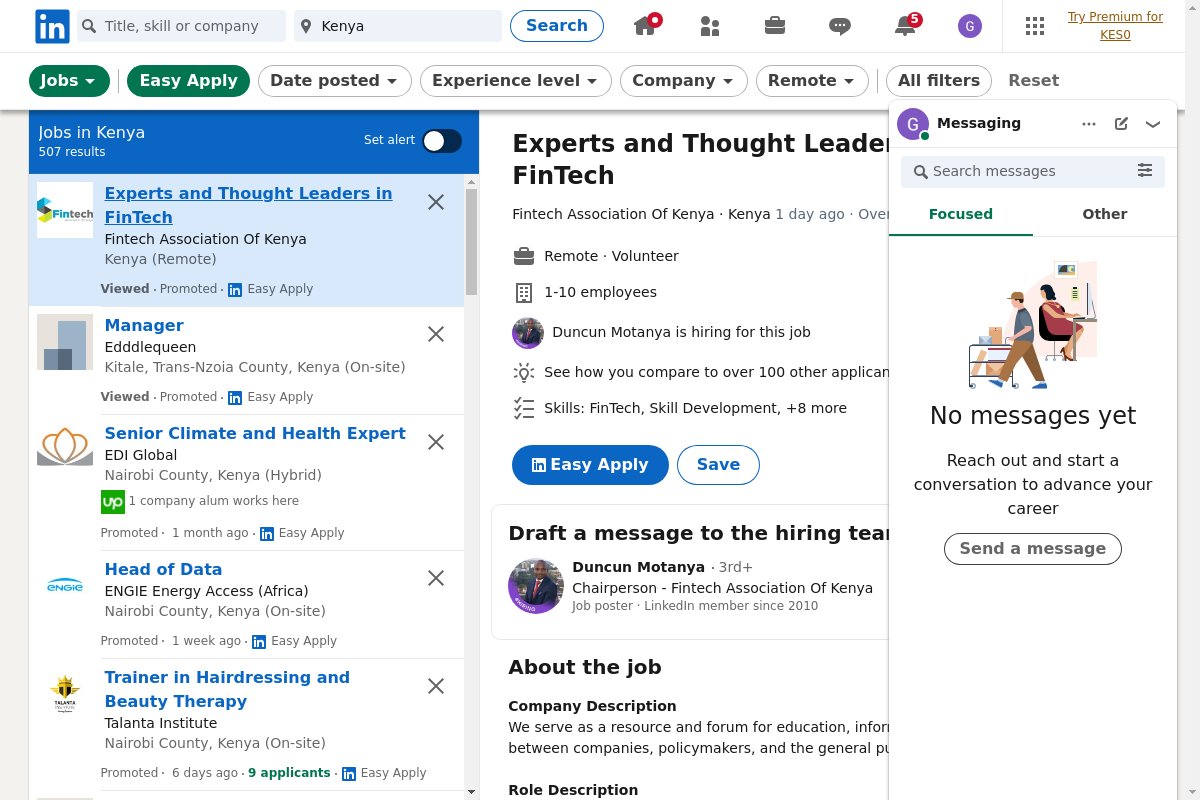 Title, skill or company
Kenya
Search
5
G
Try Premium for
KES0
Jobs
Easy Apply
Date posted
Experience level
Company
Remote
All filters
Reset
Jobs in Kenya
507 results
Set alert
Fintech
Experts and Thought Leaders in
FinTech
Fintech Association Of Kenya
Kenya (Remote)
Viewed · Promoted · in Easy Apply
Manager
Edddlequeen
Kitale, Trans-Nzoia County, Kenya (On-site)
Viewed · Promoted · in Easy Apply
Senior Climate and Health Expert
EDI Global
Nairobi County, Kenya (Hybrid)
up 1 company alum works here
Promoted · 1 month ago · in Easy Apply
ENGIE
Head of Data
ENGIE Energy Access (Africa)
Nairobi County, Kenya (On-site)
Promoted · 1 week ago · in Easy Apply
TALANTA
Trainer in Hairdressing and
Beauty Therapy
Talanta Institute
Nairobi County, Kenya (On-site)
Promoted · 6 days ago · 9 applicants · in Easy Apply
Experts and Thought Leader
FinTech
Fintech Association Of Kenya · Kenya 1 day ago · Over
Remote · Volunteer
1-10 employees
Duncun Motanya is hiring for this job
See how you compare to over 100 other applican
Skills: FinTech, Skill Development, +8 more
in Easy Apply
Save
Draft a message to the hiring tea
Duncun Motanya · 3rd+
Chairperson - Fintech Association Of Kenya
Job poster · LinkedIn member since 2010
#HIRING
About the job
Company Description
We serve as a resource and forum for education, infor
between companies, policymakers, and the general pu
Role Description
G
Messaging
Search messages
Focused
Other
No messages yet
Reach out and start a
conversation to advance your
career
Send a message